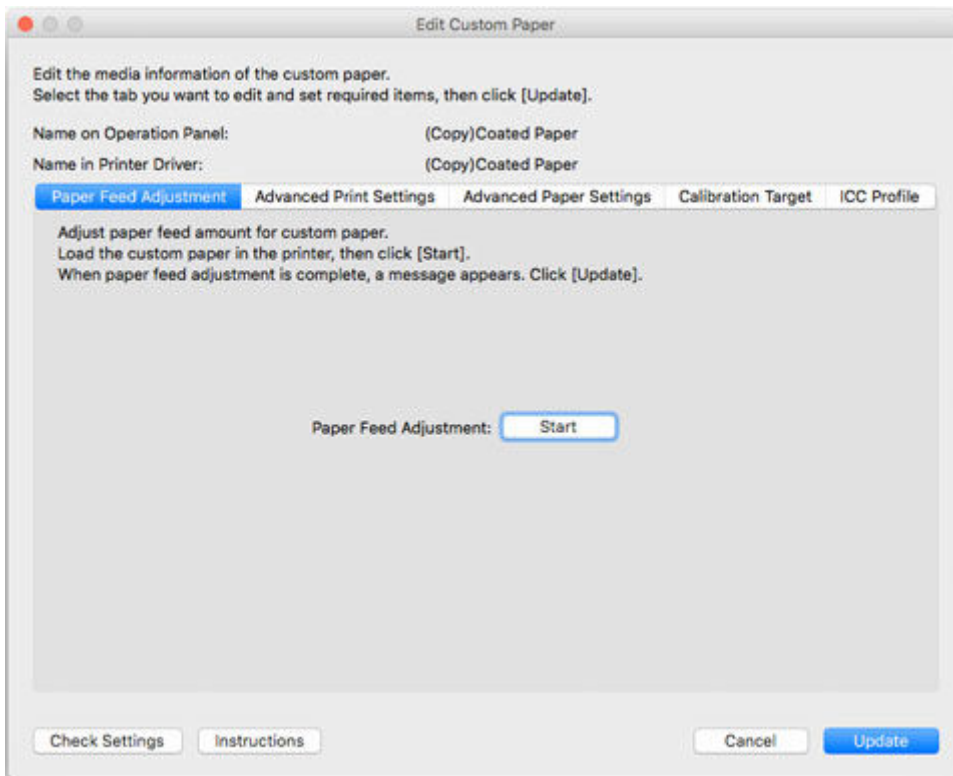 Edit Custom Paper
Edit the media information of the custom paper.
Select the tab you want to edit and set required items, then click [Update].
Name on Operation Panel: (Copy)Coated Paper
Name in Printer Driver: (Copy)Coated Paper
Paper Feed Adjustment Advanced Print Settings Advanced Paper Settings Calibration Target ICC Profile
Adjust paper feed amount for custom paper.
Load the custom paper in the printer, then click [Start].
When paper feed adjustment is complete, a message appears. Click [Update].
Paper Feed Adjustment: Start
Check Settings Instructions Cancel Update